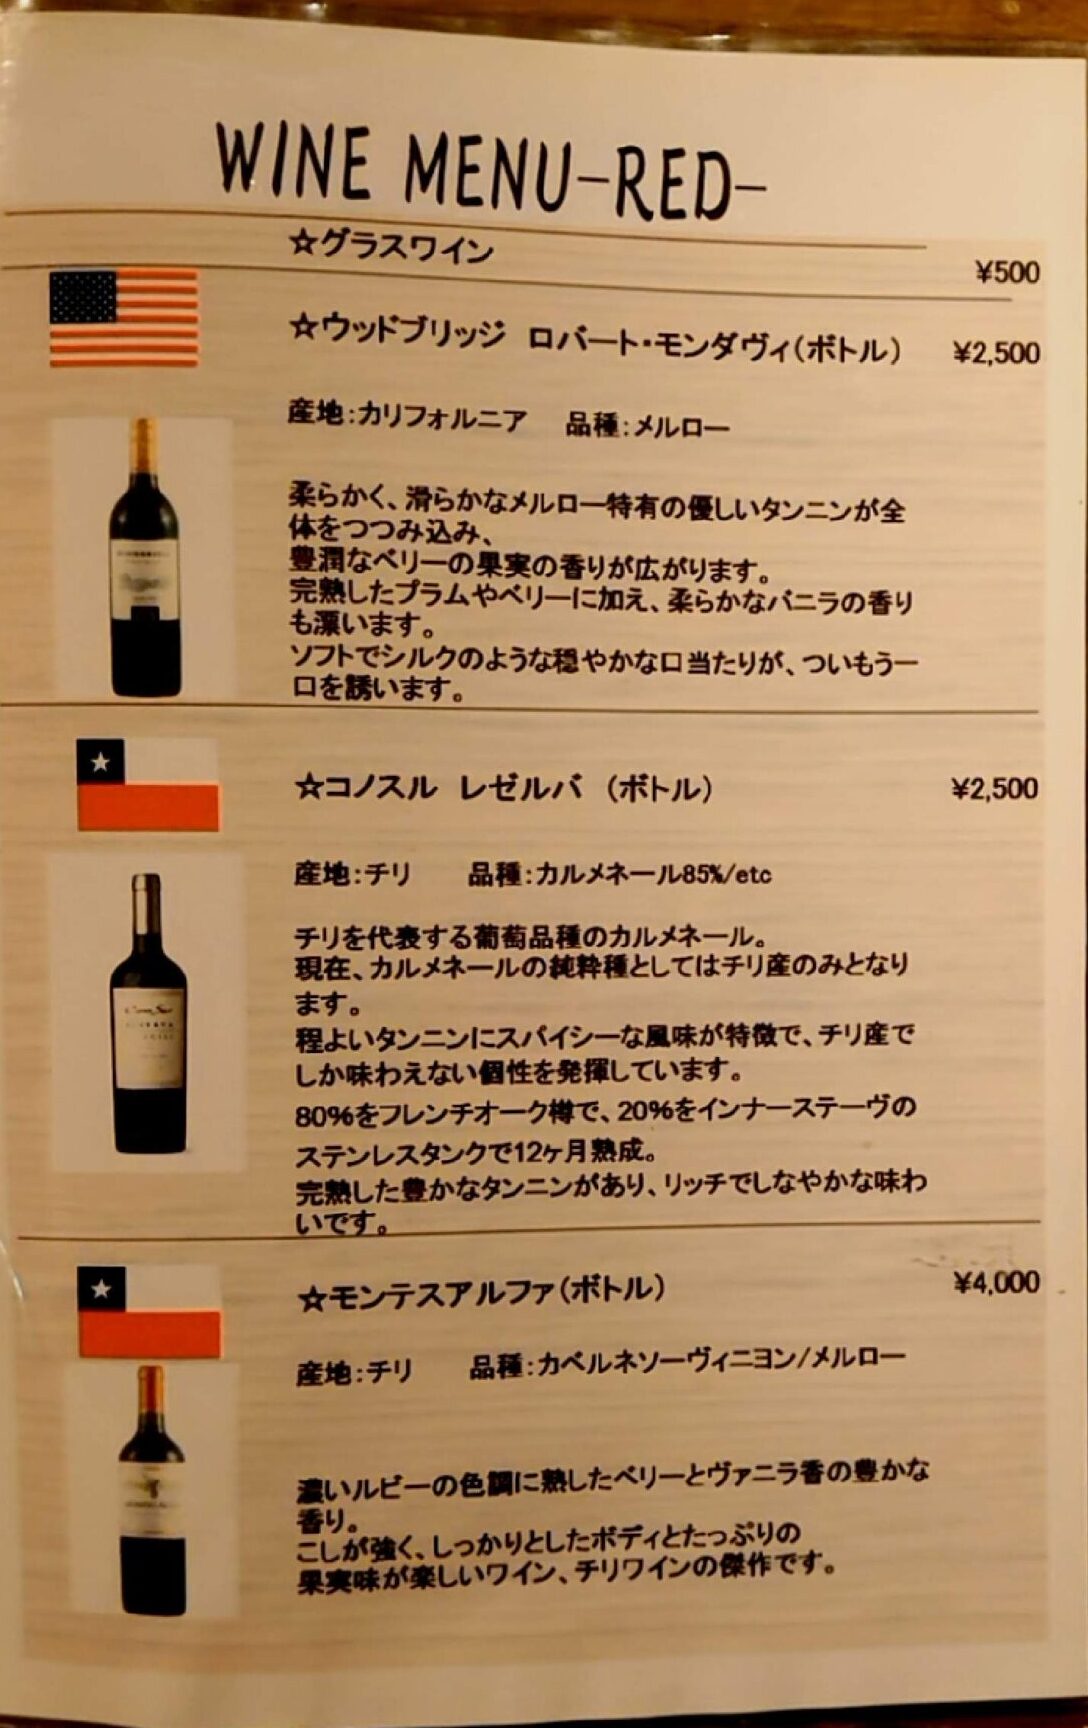 WINE MENU-RED-
☆グラスワイン ¥500
☆ウッドブリッジ ロバート・モンダヴィ(ボトル) ¥2,500
産地:カリフォルニア 品種:メルロー
柔らかく、滑らかなメルロー特有の優しいタンニンが全
体をつつみ込み、
豊潤なベリーの果実の香りが広がります。
完熟したプラムやベリーに加え、柔らかなバニラの香り
も漂います。
ソフトでシルクのような穏やかな口当たりが、ついもう一
口を誘います。
☆コノスル レゼルバ (ボトル) ¥2,500
産地:チリ 品種:カルメネール85%/etc
チリを代表する葡萄品種のカルメネール。
現在、カルメネールの純粋種としてはチリ産のみとなり
ます。
程よいタンニンにスパイシーな風味が特徴で、チリ産で
しか味わえない個性を発揮しています。
80%をフレンチオーク樽で、20%をインナーステーヴの
ステンレスタンクで12ヶ月熟成。
完熟した豊かなタンニンがあり、リッチでしなやかな味わ
いです。
☆モンテスアルファ(ボトル) ¥4,000
産地:チリ 品種:カベルネソーヴィニヨン/メルロー
濃いルビーの色調に熟したベリーとヴァニラ香の豊かな
香り。
こしが強く、しっかりとしたボディとたっぷりの
果実味が楽しいワイン、チリワインの傑作です。